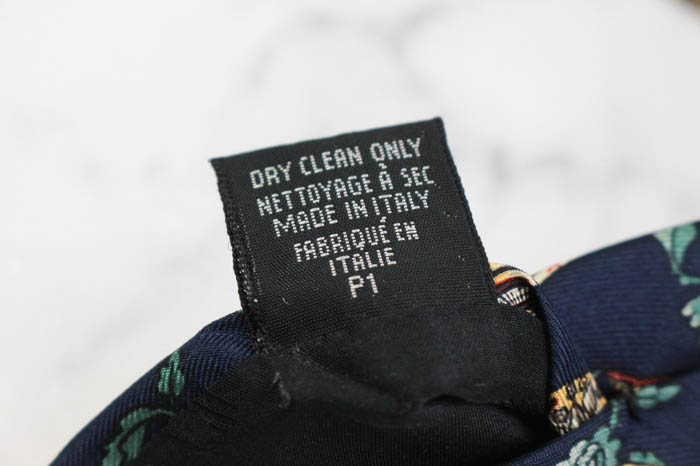 DRY CLEAN ONLY
NETTOYAGE À SEC
MADE IN ITALY
FABRIQUÉ EN
ITALIE
P1